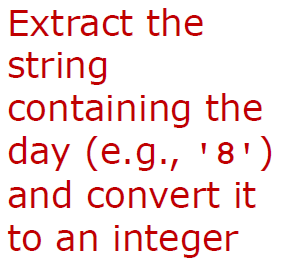 Extract the
string
containing the
day (e.g., '8')
and convert it
to an integer